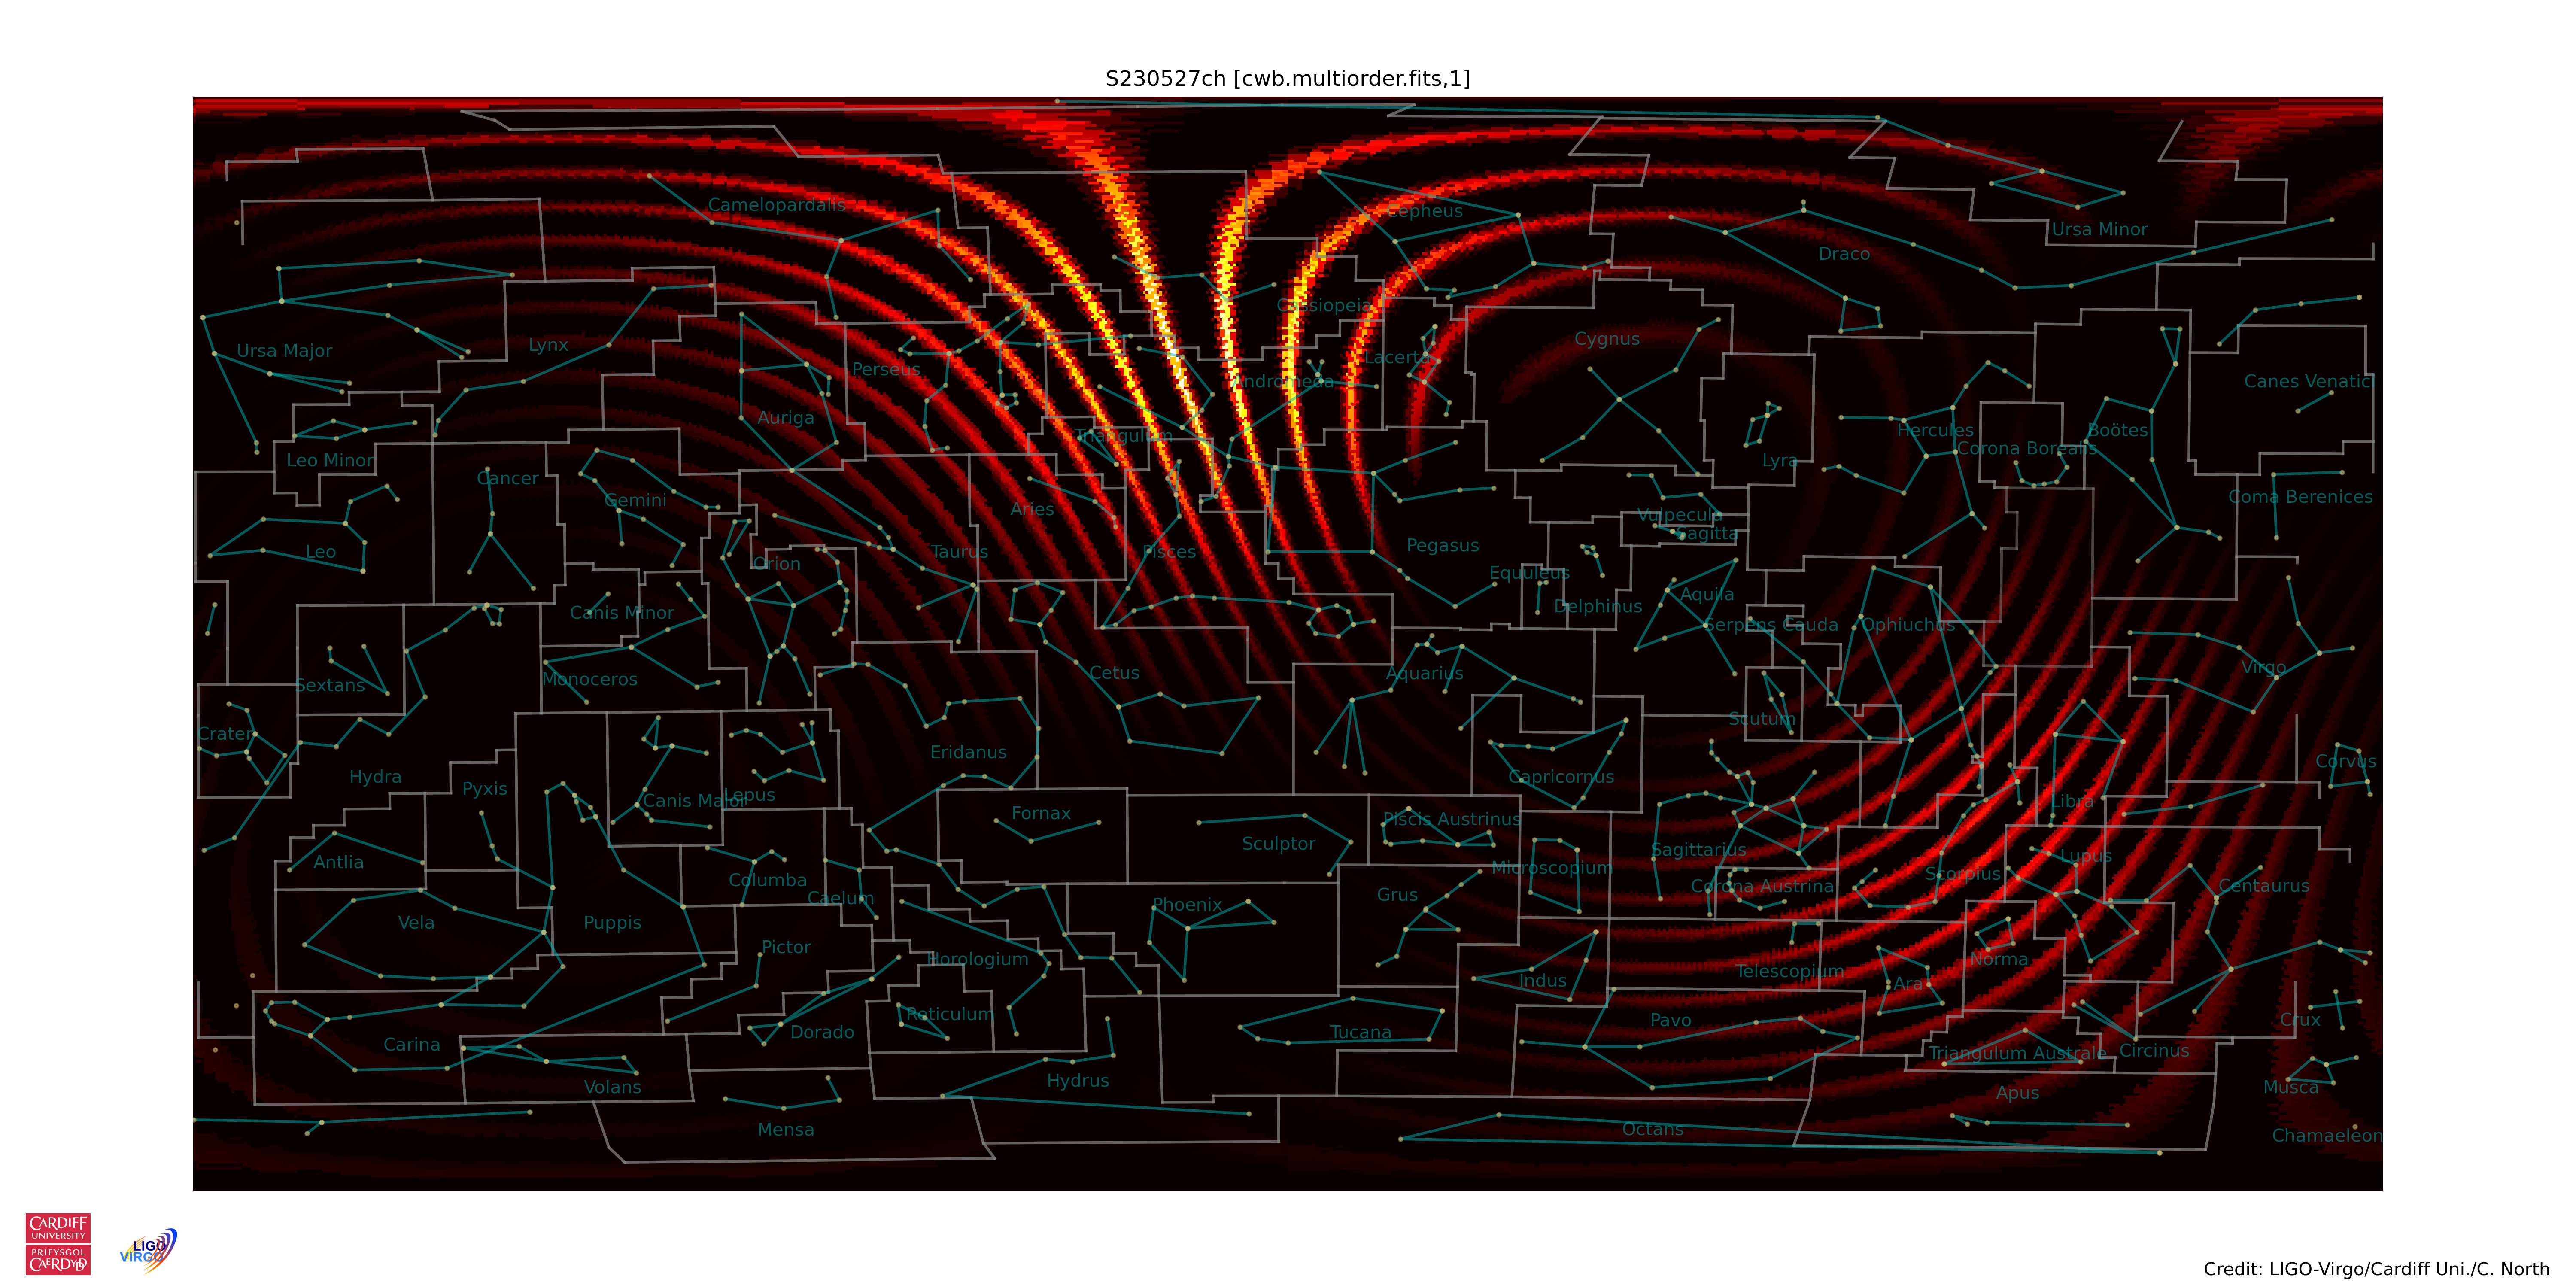 S230527ch [cwb.multiorder.fits,1]
Camelopardalis
Cepheus
Ursa Minor
Draco
Cassiopeia
Cygnus
Ursa Major
Lynx
Lacerta
Perseus
Andromeda
Canes Venatici
Auriga
Hercules
Boötes
Triangulum
Corona Borealis
Leo Minor
Lyra
Cancer
Gemini
Coma Berenices
Aries
Vulpecula
Sagitta
Pegasus
Leo
Taurus
Pisces
Orion
Equuleus
Aquila
Delphinus
Canis Minor
Serpens Cauda
Ophiuchus
Virgo
Cetus
Aquarius
Monoceros
Sextans
Scutum
Crater
Eridanus
Corvus
Hydra
Capricornus
Pyxis
Lepus
Canis Major
Libra
Fornax
Piscis Austrinus
Sculptor
Sagittarius
Lupus
Antlia
Microscopium
Scorpius
Columba
Corona Austrina
Centaurus
Grus
Caelum
Phoenix
Vela
Puppis
Pictor
Horologium
Norma
Telescopium
Indus
Ara
Reticulum
Pavo
Crux
Dorado
Tucana
Carina
Circinus
Triangulum Australe
Hydrus
Volans
Musca
Apus
Mensa
Octans
Chamaeleon
CARDIFF
UNIVERSITY
PRIFYSGOL
CAERDYDD
LIGO
VIRGO
Credit: LIGO-Virgo/Cardiff Uni./C. North